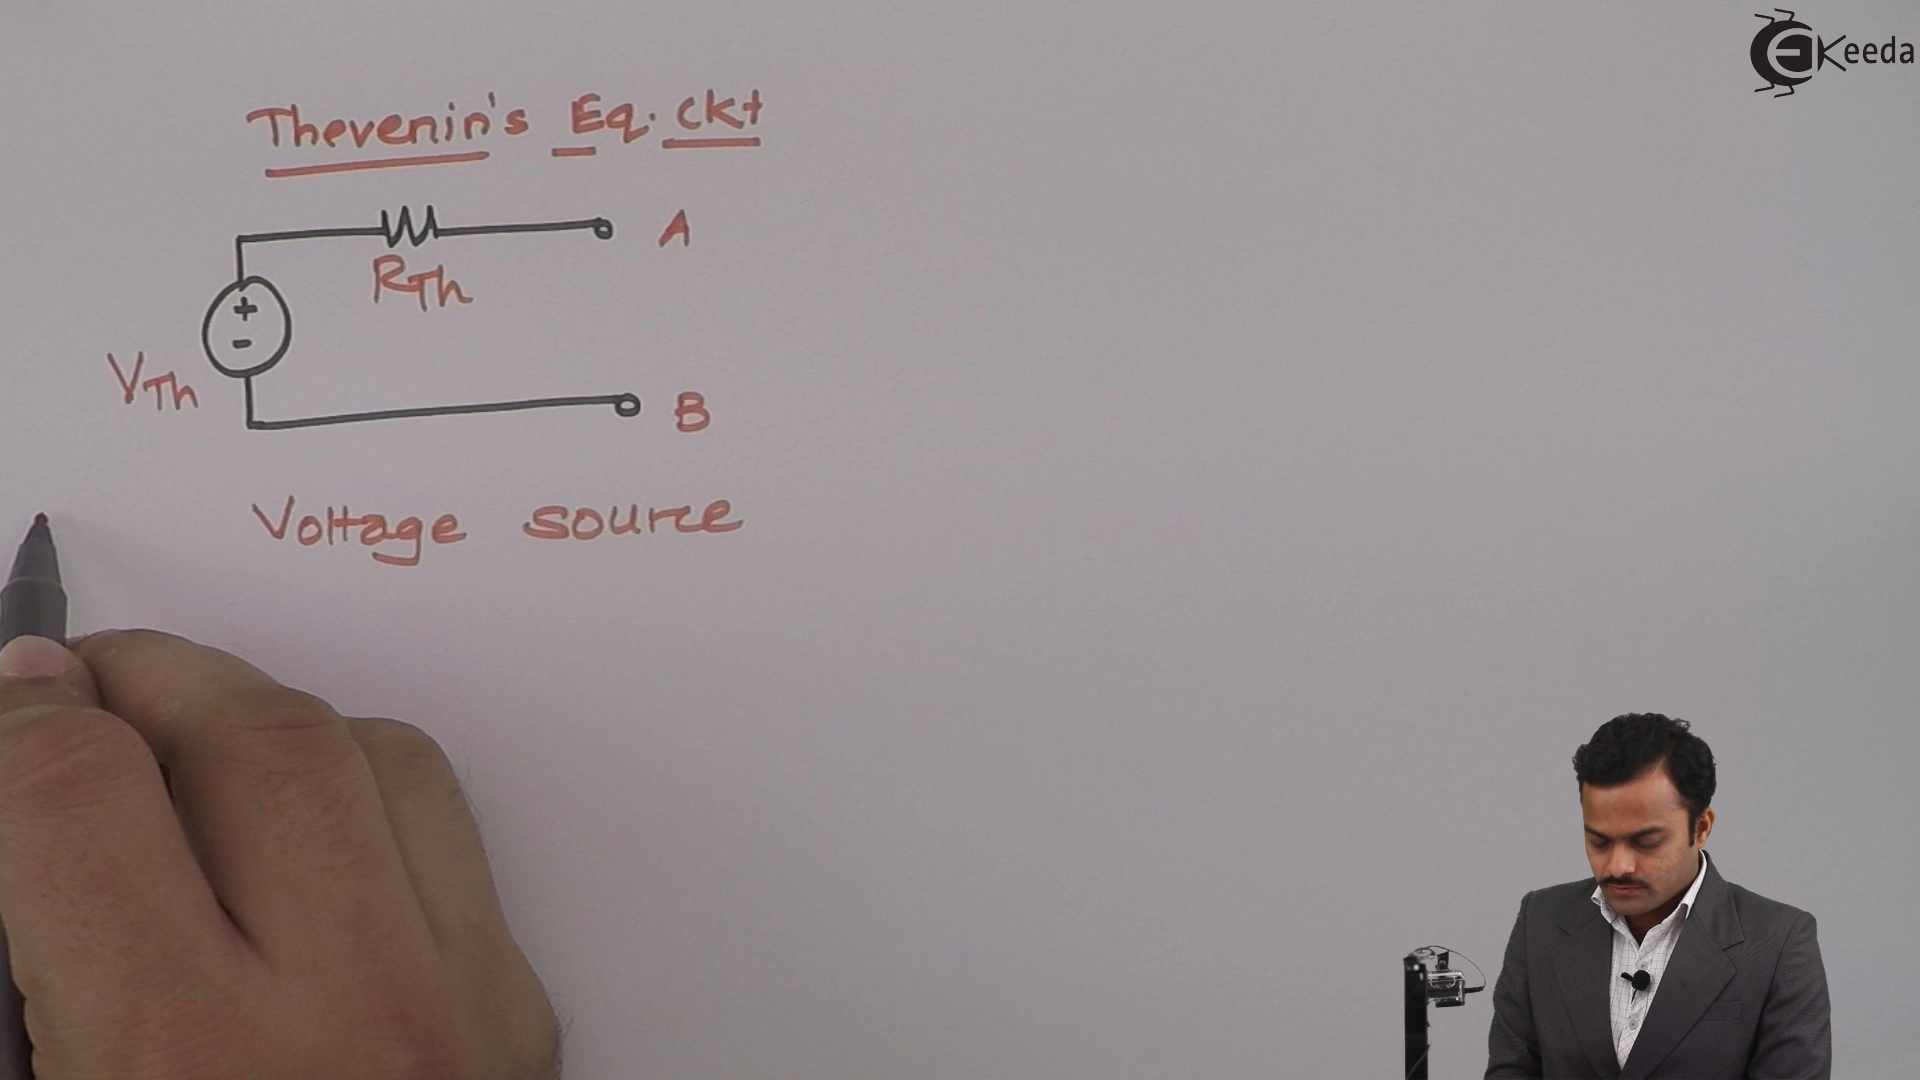 Thevenin's Eq. ckt
A
RTh
+
-
VTh
B
Voltage source
eKeeda